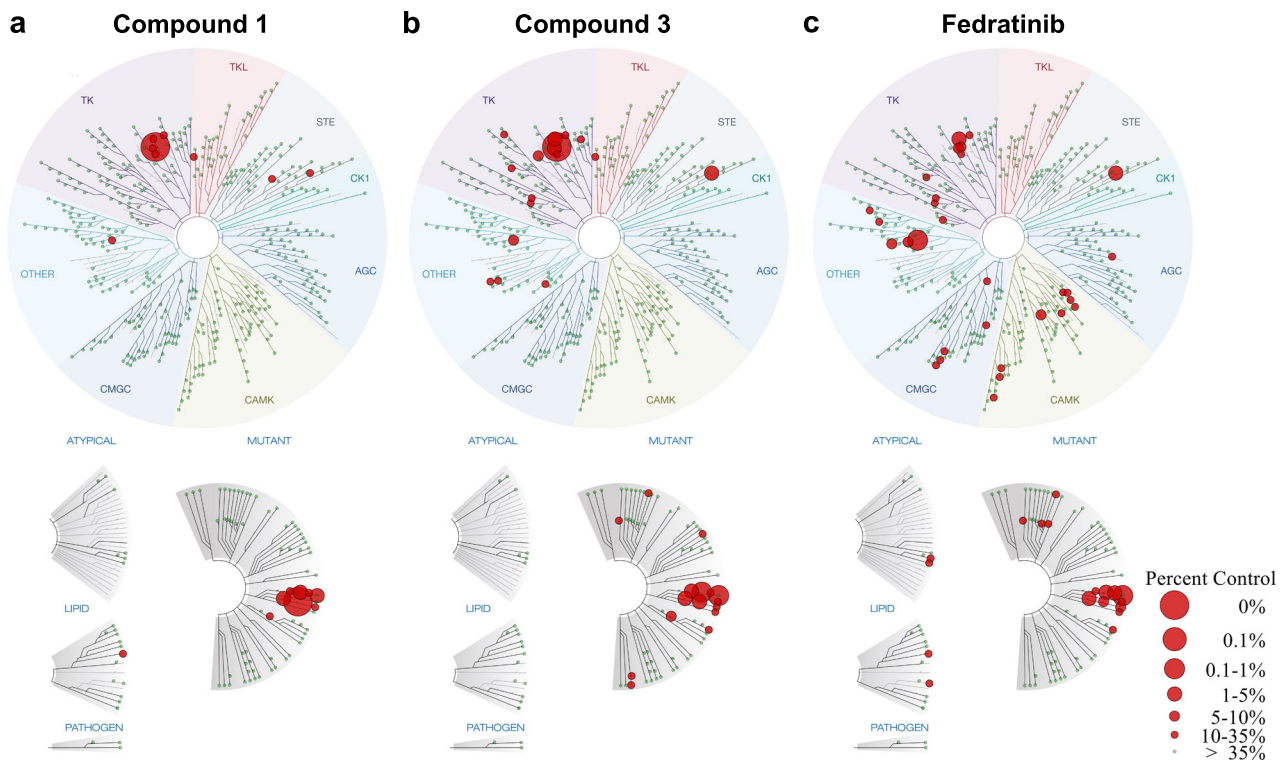 a Compound 1
b Compound 3
c Fedratinib
TKL
TK
STE
CK1
OTHER
AGC
CMGC
CAMK
ATYPICAL
MUTANT
LIPID
PATHOGEN
TKL
TK
STE
CK1
OTHER
AGC
CMGC
CAMK
ATYPICAL
MUTANT
LIPID
PATHOGEN
TKL
TK
STE
CK1
OTHER
AGC
CMGC
CAMK
ATYPICAL
MUTANT
LIPID
PATHOGEN
Percent Control
0%
0.1%
0.1-1%
1-5%
5-10%
10-35%
> 35%